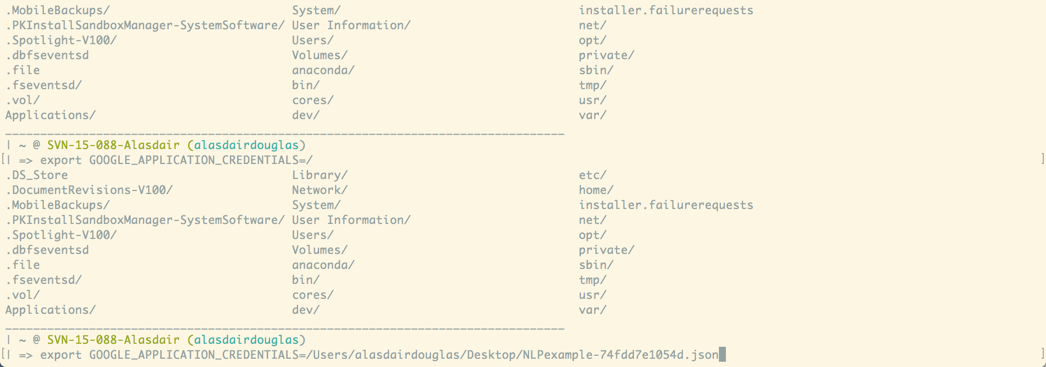 .MobileBackups/ System/ installer.failurerequests
.PKInstallSandboxManager-SystemSoftware/ User Information/ net/
.Spotlight-V100/ Users/ opt/
.dbfseventsd Volumes/ private/
.file anaconda/ sbin/
.fseventsd/ bin/ tmp/
.vol/ cores/ usr/
Applications/ dev/ var/
________________________________________________________________________________
| ~ @ SVN-15-088-Alasdair (alasdairdouglas)
[| => export GOOGLE_APPLICATION_CREDENTIALS=/ ]
.DS_Store Library/ etc/
.DocumentRevisions-V100/ Network/ home/
.MobileBackups/ System/ installer.failurerequests
.PKInstallSandboxManager-SystemSoftware/ User Information/ net/
.Spotlight-V100/ Users/ opt/
.dbfseventsd Volumes/ private/
.file anaconda/ sbin/
.fseventsd/ bin/ tmp/
.vol/ cores/ usr/
Applications/ dev/ var/
________________________________________________________________________________
| ~ @ SVN-15-088-Alasdair (alasdairdouglas)
[| => export GOOGLE_APPLICATION_CREDENTIALS=/Users/alasdairdouglas/Desktop/NLPexample-74fdd7e1054d.json ]